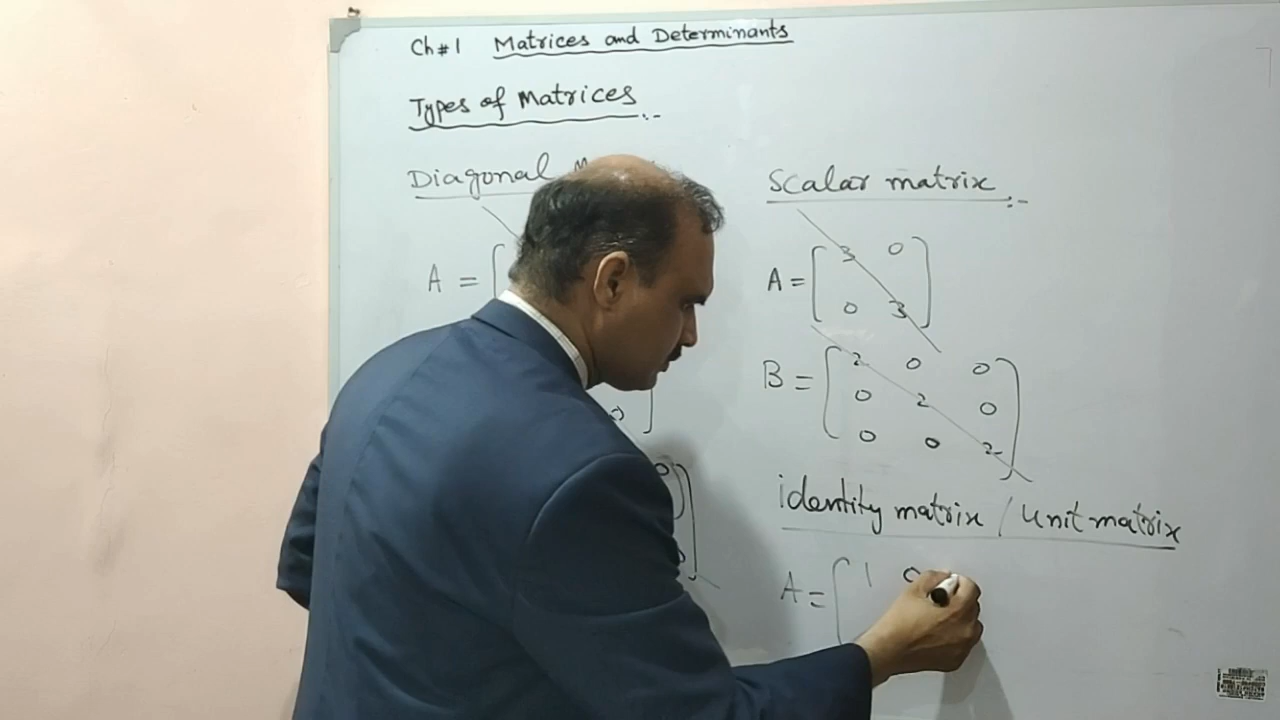 Ch#1 Matrices and Determinants
Types of Matrices :-
Diagonal
A = [
Scalar matrix :-
A = [ 3 0
0 3 ]
B = [ 2 0 0
0 2 0
0 0 2 ]
identity matrix / Unit matrix
A = [ 1 0